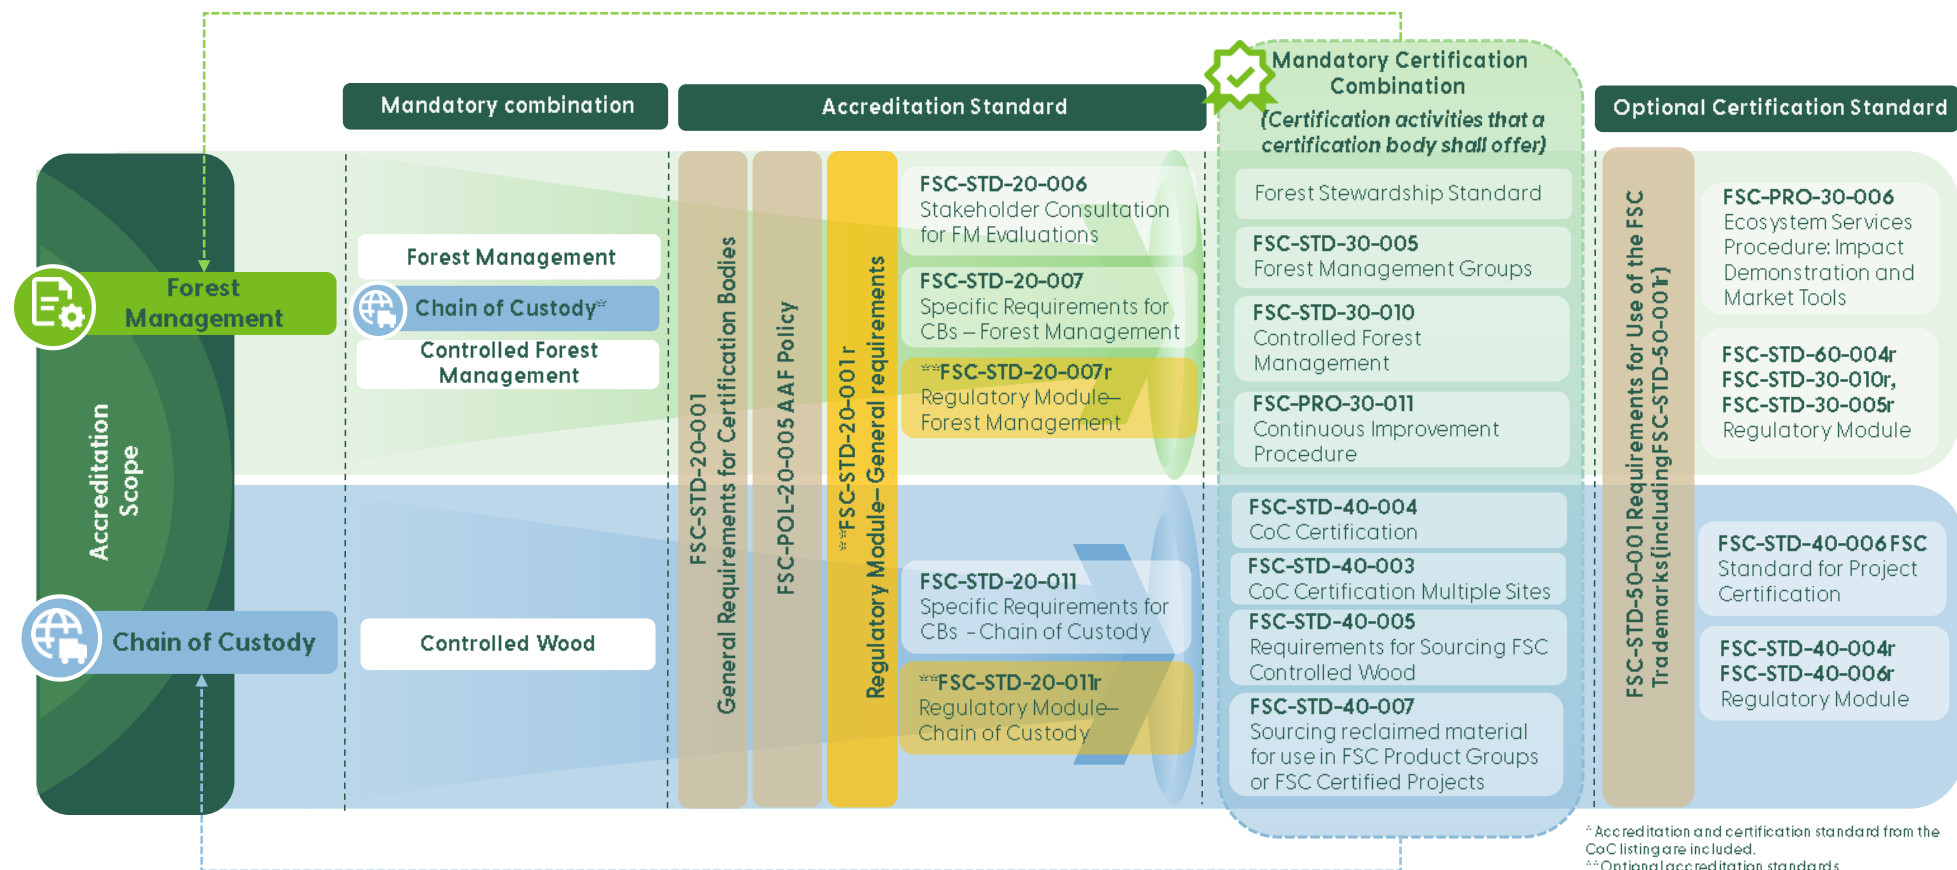 Mandatory combination
Accreditation Standard
Mandatory Certification
Combination
(Certification activities that a
certification body shall offer)
Optional Certification Standard
Accreditation
Scope
Forest
Management
Chain of Custody
Forest Management
Chain of Custody*
Controlled Forest
Management
Controlled Wood
FSC-STD-20-001
General Requirements for Certification Bodies
FSC-POL-20-005 AAF Policy
**FSC-STD-20-001 r
Regulatory Module– General requirements
FSC-STD-20-006
Stakeholder Consultation
for FM Evaluations
FSC-STD-20-007
Specific Requirements for
CBs – Forest Management
**FSC-STD-20-007r
Regulatory Module–
Forest Management
FSC-STD-20-011
Specific Requirements for
CBs - Chain of Custody
**FSC-STD-20-011r
Regulatory Module–
Chain of Custody
Forest Stewardship Standard
FSC-STD-30-005
Forest Management Groups
FSC-STD-30-010
Controlled Forest
Management
FSC-PRO-30-011
Continuous Improvement
Procedure
FSC-STD-40-004
CoC Certification
FSC-STD-40-003
CoC Certification Multiple Sites
FSC-STD-40-005
Requirements for Sourcing FSC
Controlled Wood
FSC-STD-40-007
Sourcing reclaimed material
for use in FSC Product Groups
or FSC Certified Projects
FSC-STD-50-001 Requirements for Use of the FSC
Trademarks(includingFSC-STD-50-001r)
FSC-PRO-30-006
Ecosystem Services
Procedure: Impact
Demonstration and
Market Tools
FSC-STD-60-004r
FSC-STD-30-010r,
FSC-STD-30-005r
Regulatory Module
FSC-STD-40-006 FSC
Standard for Project
Certification
FSC-STD-40-004r
FSC-STD-40-006r
Regulatory Module
*Accreditation and certification standard from the
CoC listing are included.
**Optional accreditation standards